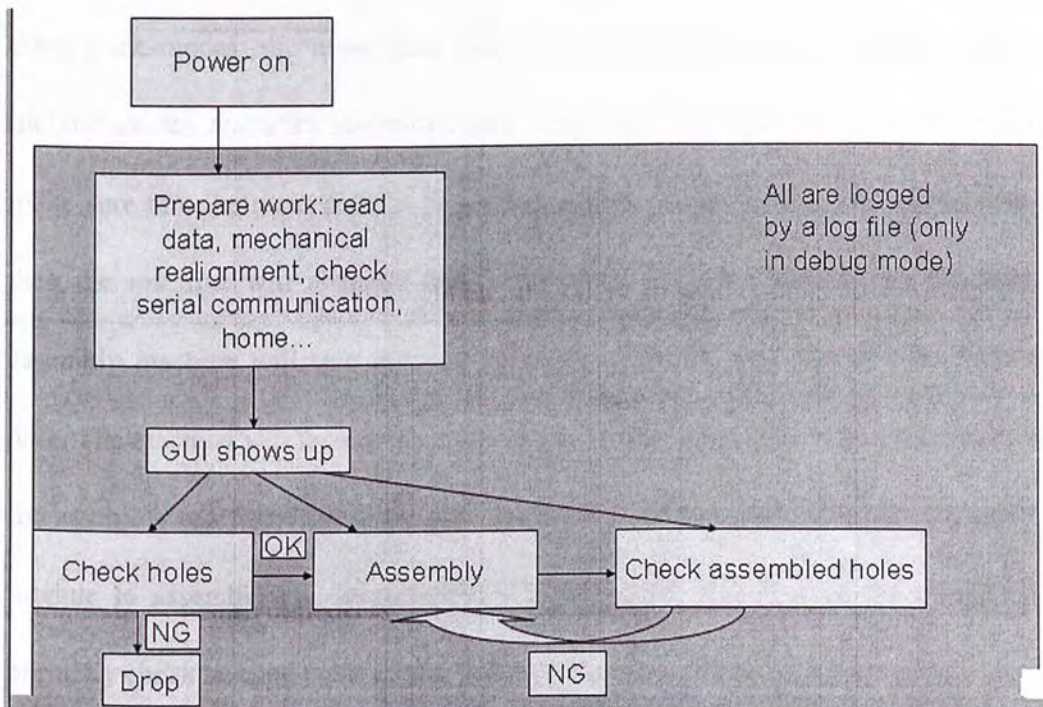 Power on
Prepare work: read
data, mechanical
realignment, check
serial communication,
home...
All are logged
by a log file (only
in debug mode)
GUI shows up
Check holes
OK
Assembly
Check assembled holes
NG
Drop
NG